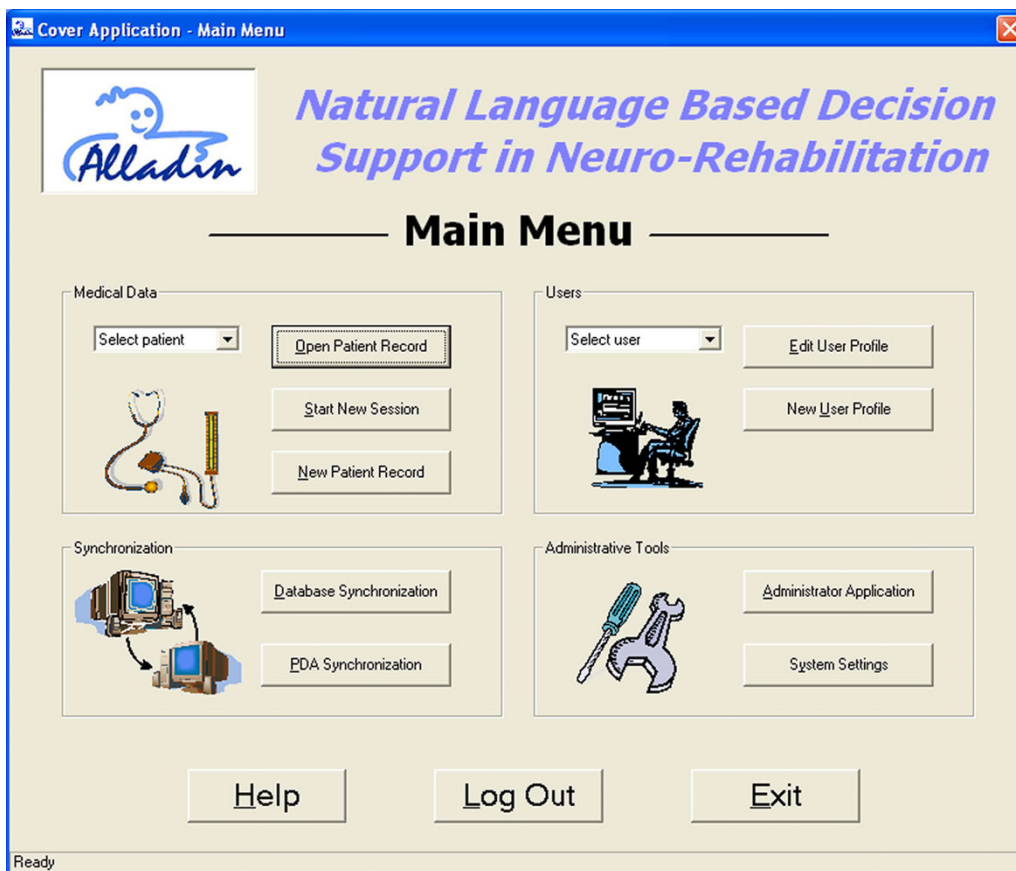 Cover Application - Main Menu
Alladin
Natural Language Based Decision
Support in Neuro-Rehabilitation
Main Menu
Medical Data
Select patient
Open Patient Record
Start New Session
New Patient Record
Users
Select user
Edit User Profile
New User Profile
Synchronization
Database Synchronization
PDA Synchronization
Administrative Tools
Administrator Application
System Settings
Help
Log Out
Exit
Ready